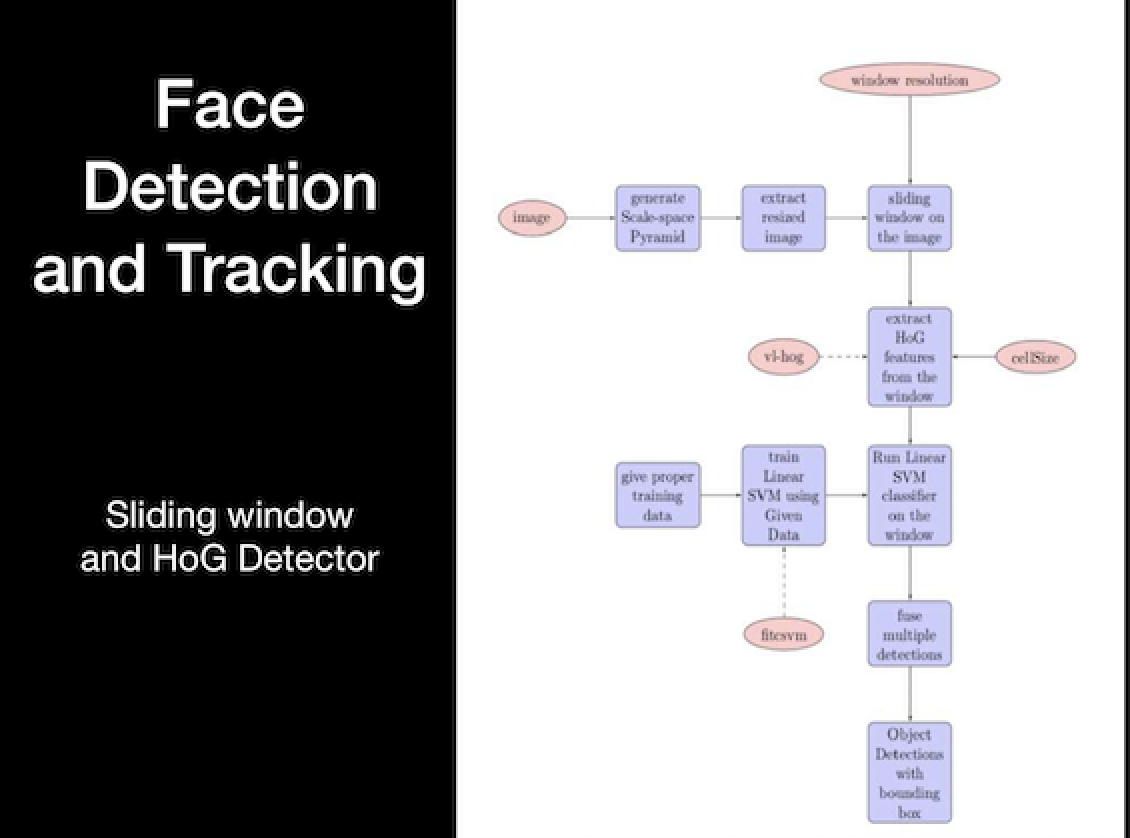 Face
Detection
and Tracking
Sliding window
and HoG Detector
window resolution
image
generate
Scale-space
Pyramid
extract
resized
image
sliding
window on
the image
vl-hog
extract
HoG
features
from the
window
cellSize
give proper
training
data
train
Linear
SVM using
Given
Data
Run Linear
SVM
classifier
on the
window
fitcsvm
fuse
multiple
detections
Object
Detections
with
bounding
box